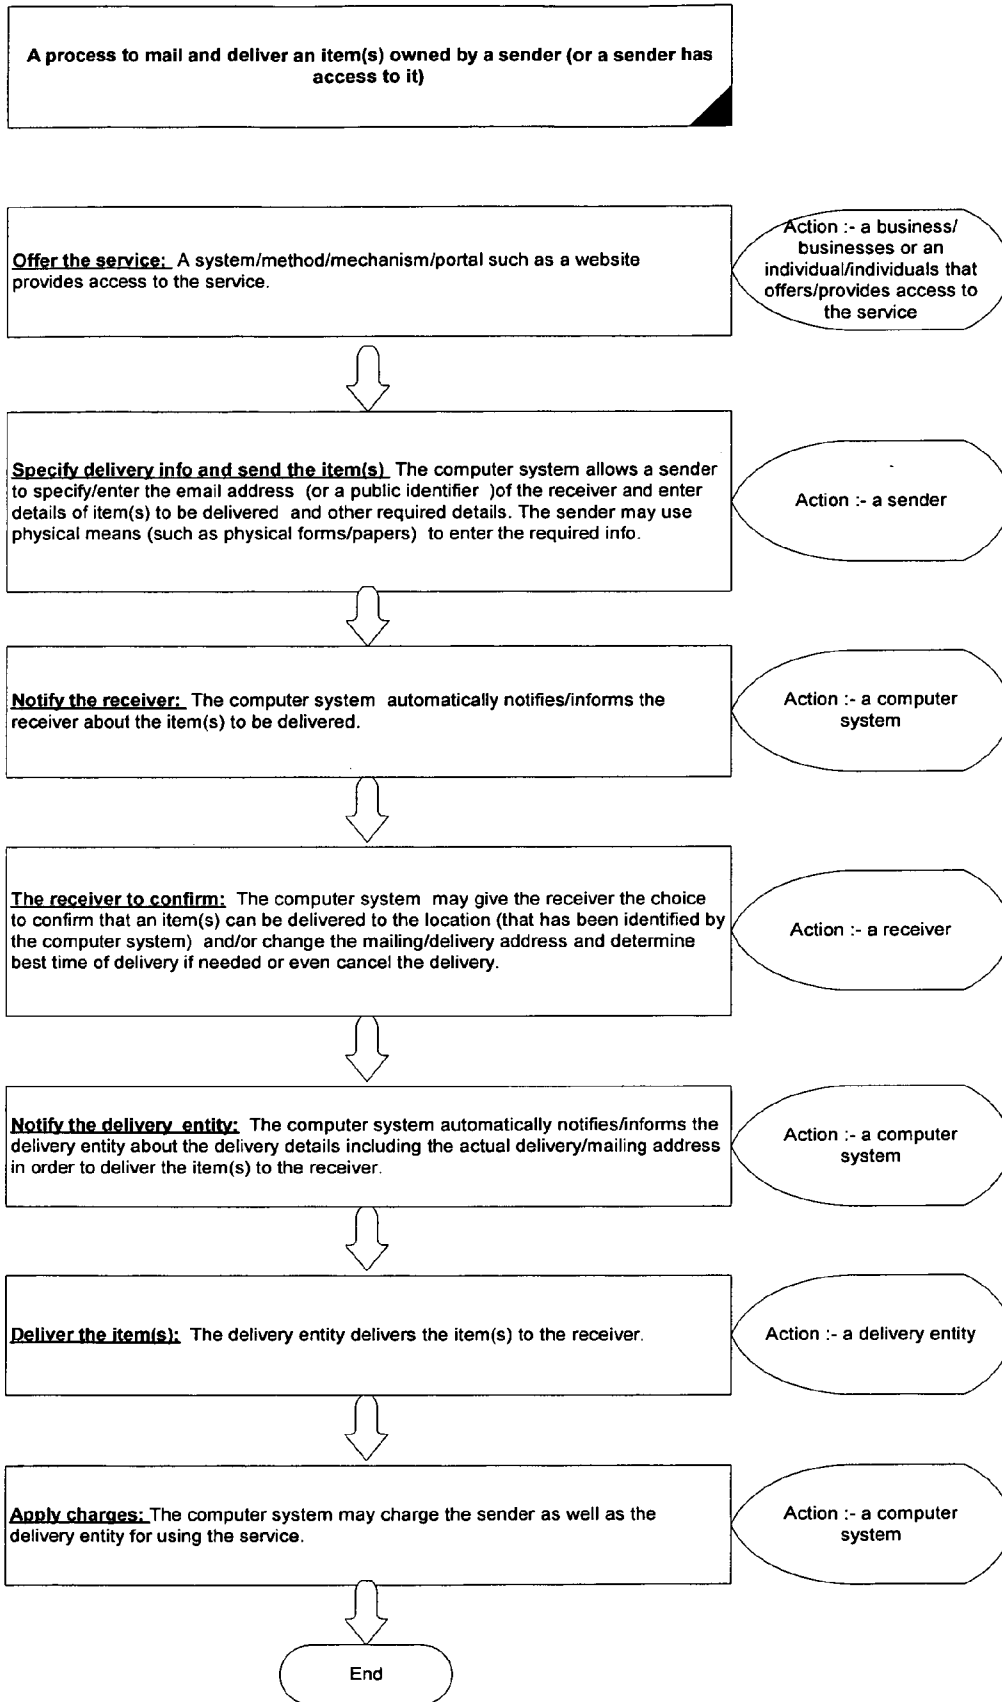 A process to mail and deliver an item(s) owned by a sender (or a sender has
access to it)
Offer the service: A system/method/mechanism/portal such as a website
provides access to the service.
Action :- a business/
businesses or an
individual/individuals that
offers/provides access to
the service
Specify delivery info and send the item(s) The computer system allows a sender
to specify/enter the email address (or a public identifier )of the receiver and enter
details of item(s) to be delivered and other required details. The sender may use
physical means (such as physical forms/papers) to enter the required info.
Action :- a sender
Notify the receiver: The computer system automatically notifies/informs the
receiver about the item(s) to be delivered.
Action :- a computer
system
The receiver to confirm: The computer system may give the receiver the choice
to confirm that an item(s) can be delivered to the location (that has been identified by
the computer system) and/or change the mailing/delivery address and determine
best time of delivery if needed or even cancel the delivery.
Action :- a receiver
Notify the delivery entity: The computer system automatically notifies/informs the
delivery entity about the delivery details including the actual delivery/mailing address
in order to deliver the item(s) to the receiver.
Action :- a computer
system
Deliver the item(s): The delivery entity delivers the item(s) to the receiver.
Action :- a delivery entity
Apply charges: The computer system may charge the sender as well as the
delivery entity for using the service.
Action :- a computer
system
End